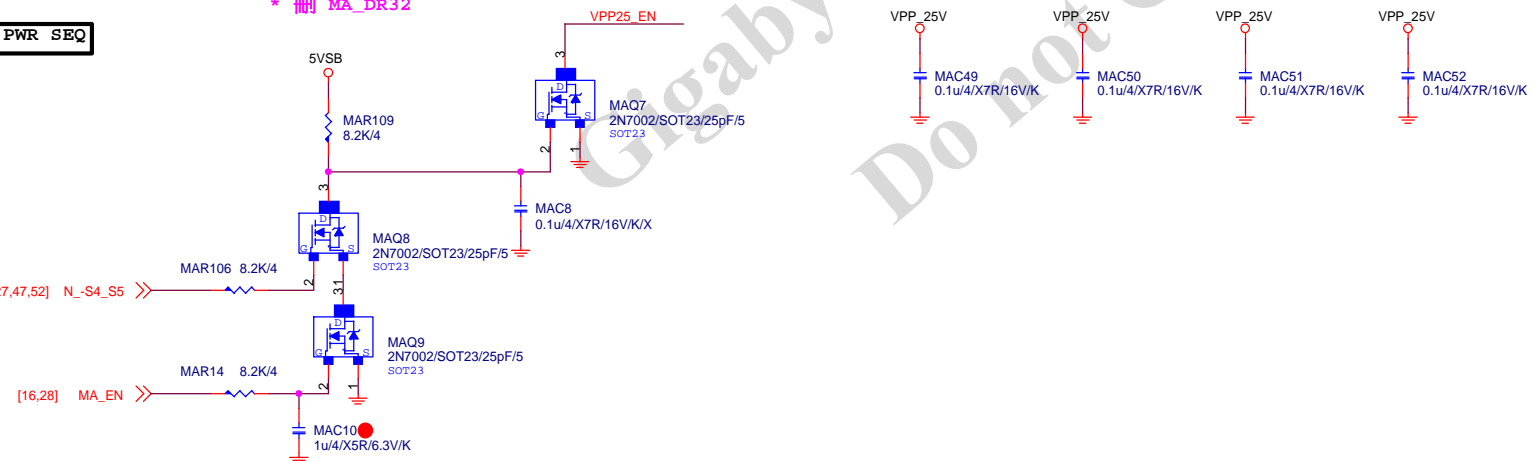 * 刪 MA_DR32
PWR SEQ
VPP25_EN
VPP_25V
VPP_25V
VPP_25V
VPP_25V
5VSB
3
D
G
S
2
1
MAQ7
2N7002/SOT23/25pF/5
SOT23
MAC49
0.1u/4/X7R/16V/K
MAC50
0.1u/4/X7R/16V/K
MAC51
0.1u/4/X7R/16V/K
MAC52
0.1u/4/X7R/16V/K
MAR109
8.2K/4
3
D
G
S
2
1
MAQ8
2N7002/SOT23/25pF/5
SOT23
MAC8
0.1u/4/X7R/16V/K/X
MAR106 8.2K/4
27,47,52] N_-S4_S5
3
D
G
S
2
1
MAQ9
2N7002/SOT23/25pF/5
SOT23
MAR14 8.2K/4
[16,28] MA_EN
MAC10
1u/4/X5R/6.3V/K
Gigaby
Do not